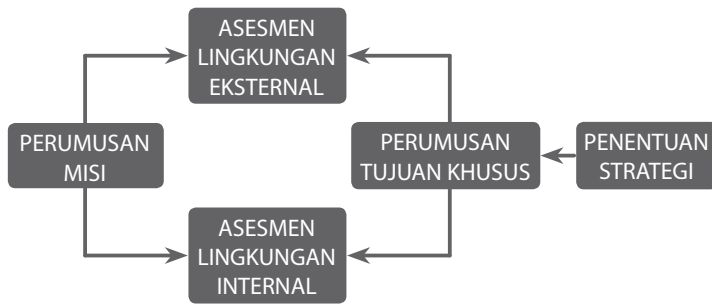 ASESMEN
LINGKUNGAN
EKSTERNAL
PERUMUSAN
MISI
PERUMUSAN
TUJUAN KHUSUS
PENENTUAN
STRATEGI
ASESMEN
LINGKUNGAN
INTERNAL